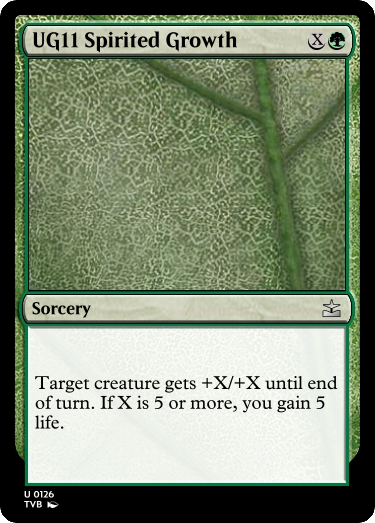 UG11 Spirited Growth X
Sorcery
Target creature gets +X/+X until end
of turn. If X is 5 or more, you gain 5
life.
U 0126
TVB